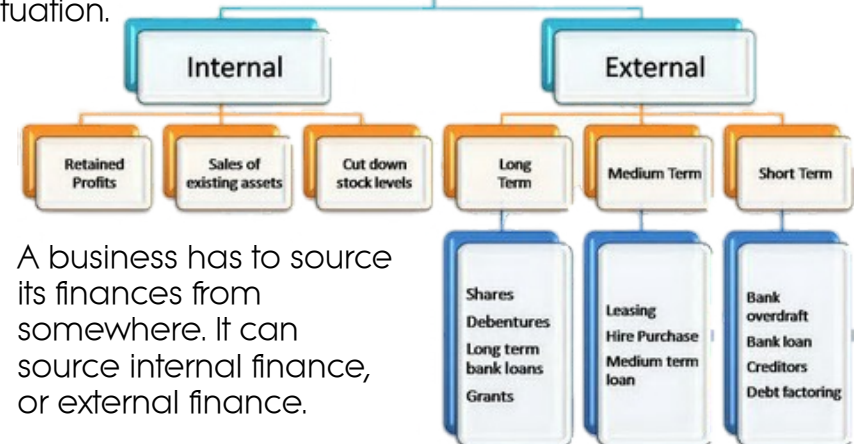 tuation.
Internal
External
Retained
Profits
Sales of
existing assets
Cut down
stock levels
Long
Term
Medium Term
Short Term
A business has to source
its finances from
somewhere. It can
source internal finance,
or external finance.
Shares
Debentures
Long term
bank loans
Grants
Leasing
Hire Purchase
Medium term
loan
Bank
overdraft
Bank loan
Creditors
Debt factoring